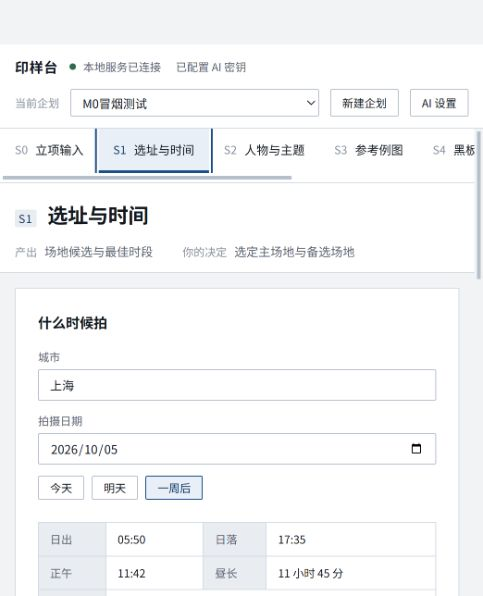 印样台 本地服务已连接 已配置 AI 密钥
当前企划 M0冒烟测试 新建企划 AI 设置
S0 立项输入 S1 选址与时间 S2 人物与主题 S3 参考例图 S4 黑板
S1 选址与时间
产出 场地候选与最佳时段 你的决定 选定主场地与备选场地
什么时候拍
城市
上海
拍摄日期
2026/10/05
今天 明天 一周后
日出 05:50 日落 17:35
正午 11:42 昼长 11 小时 45 分